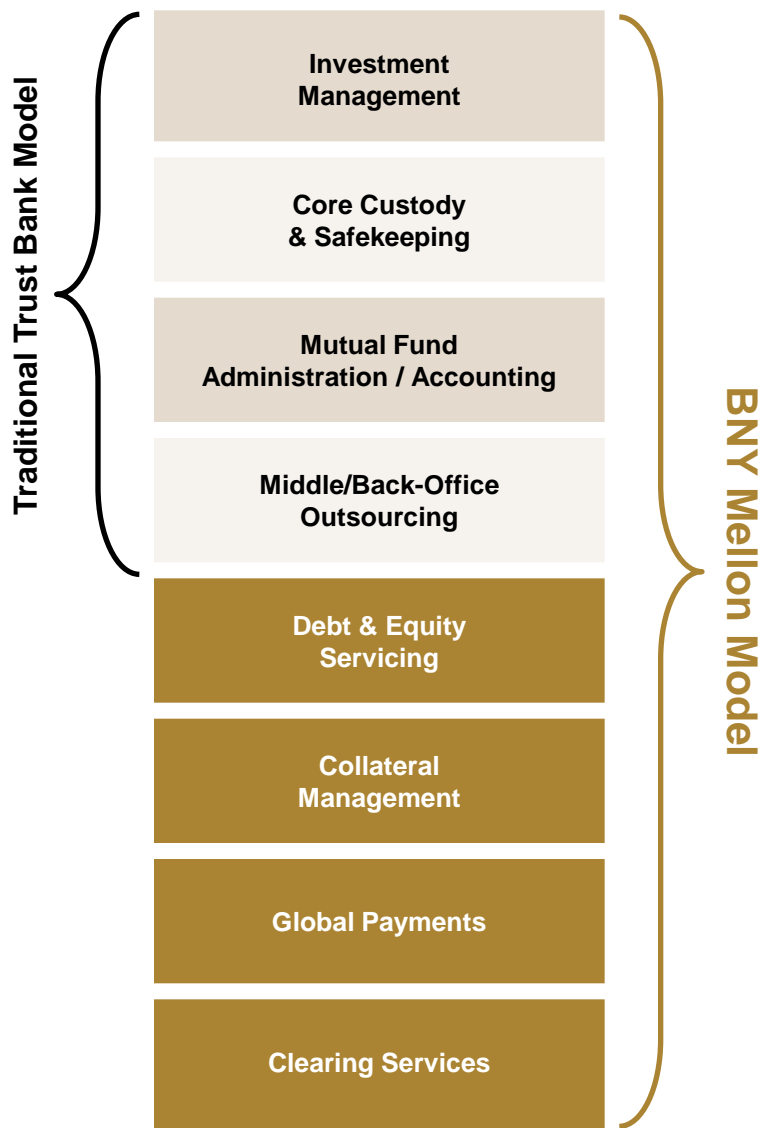 Traditional Trust Bank Model
Investment
Management
Core Custody
& Safekeeping
Mutual Fund
Administration / Accounting
Middle/Back-Office
Outsourcing
Debt & Equity
Servicing
Collateral
Management
Global Payments
Clearing Services
BNY Mellon Model